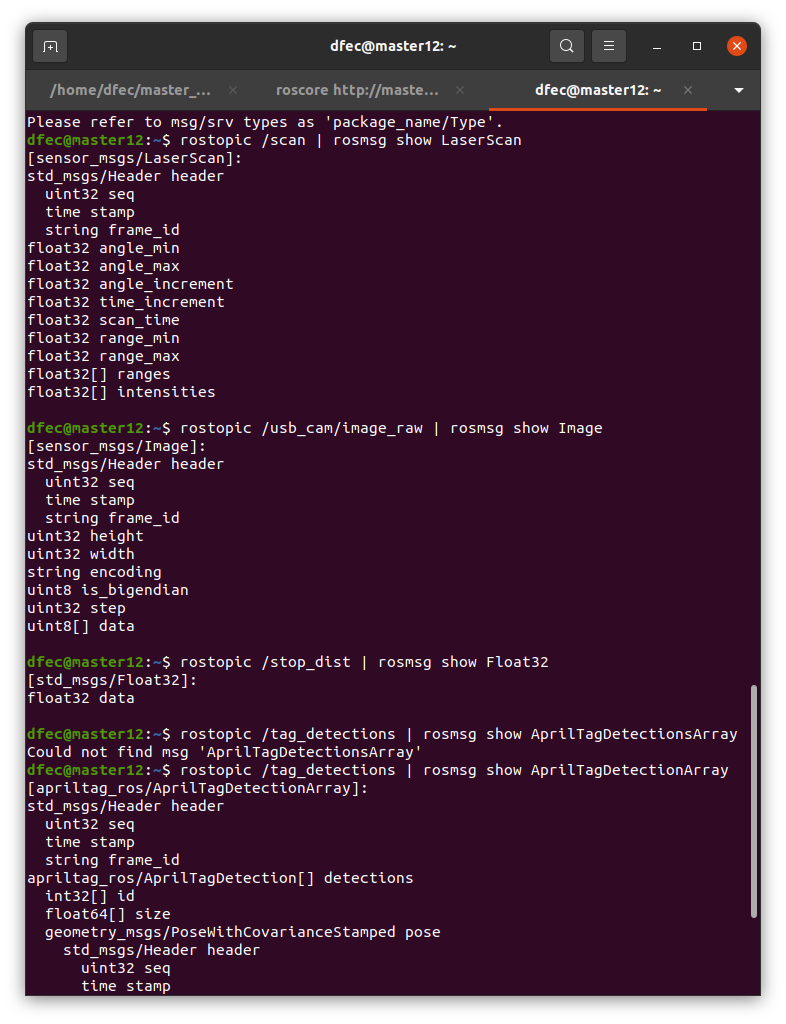 dfec@master12: ~
/home/dfec/master_...
roscore http://maste...
dfec@master12: ~
Please refer to msg/srv types as 'package_name/Type'.
dfec@master12:~$ rostopic /scan | rosmsg show LaserScan
[sensor_msgs/LaserScan]:
std_msgs/Header header
  uint32 seq
  time stamp
  string frame_id
float32 angle_min
float32 angle_max
float32 angle_increment
float32 time_increment
float32 scan_time
float32 range_min
float32 range_max
float32[] ranges
float32[] intensities

dfec@master12:~$ rostopic /usb_cam/image_raw | rosmsg show Image
[sensor_msgs/Image]:
std_msgs/Header header
  uint32 seq
  time stamp
  string frame_id
uint32 height
uint32 width
string encoding
uint8 is_bigendian
uint32 step
uint8[] data

dfec@master12:~$ rostopic /stop_dist | rosmsg show Float32
[std_msgs/Float32]:
float32 data

dfec@master12:~$ rostopic /tag_detections | rosmsg show AprilTagDetectionsArray
Could not find msg 'AprilTagDetectionsArray'
dfec@master12:~$ rostopic /tag_detections | rosmsg show AprilTagDetectionArray
[apriltag_ros/AprilTagDetectionArray]:
std_msgs/Header header
  uint32 seq
  time stamp
  string frame_id
apriltag_ros/AprilTagDetection[] detections
  int32[] id
  float64[] size
  geometry_msgs/PoseWithCovarianceStamped pose
    std_msgs/Header header
      uint32 seq
      time stamp